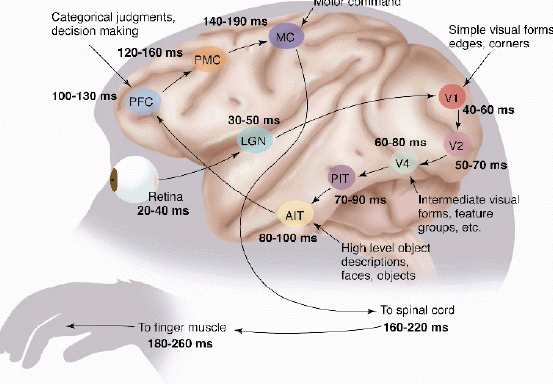 Motor command
Categorical judgments,
decision making
140-190 ms
MC
Simple visual forms
edges, corners
120-160 ms
PMC
100-130 ms
PFC
30-50 ms
LGN
V1
40-60 ms
V2
50-70 ms
60-80 ms
V4
PIT
70-90 ms
Retina
20-40 ms
AIT
80-100 ms
Intermediate visual
forms, feature
groups, etc.
High level object
descriptions,
faces, objects
To spinal cord
160-220 ms
To finger muscle
180-260 ms